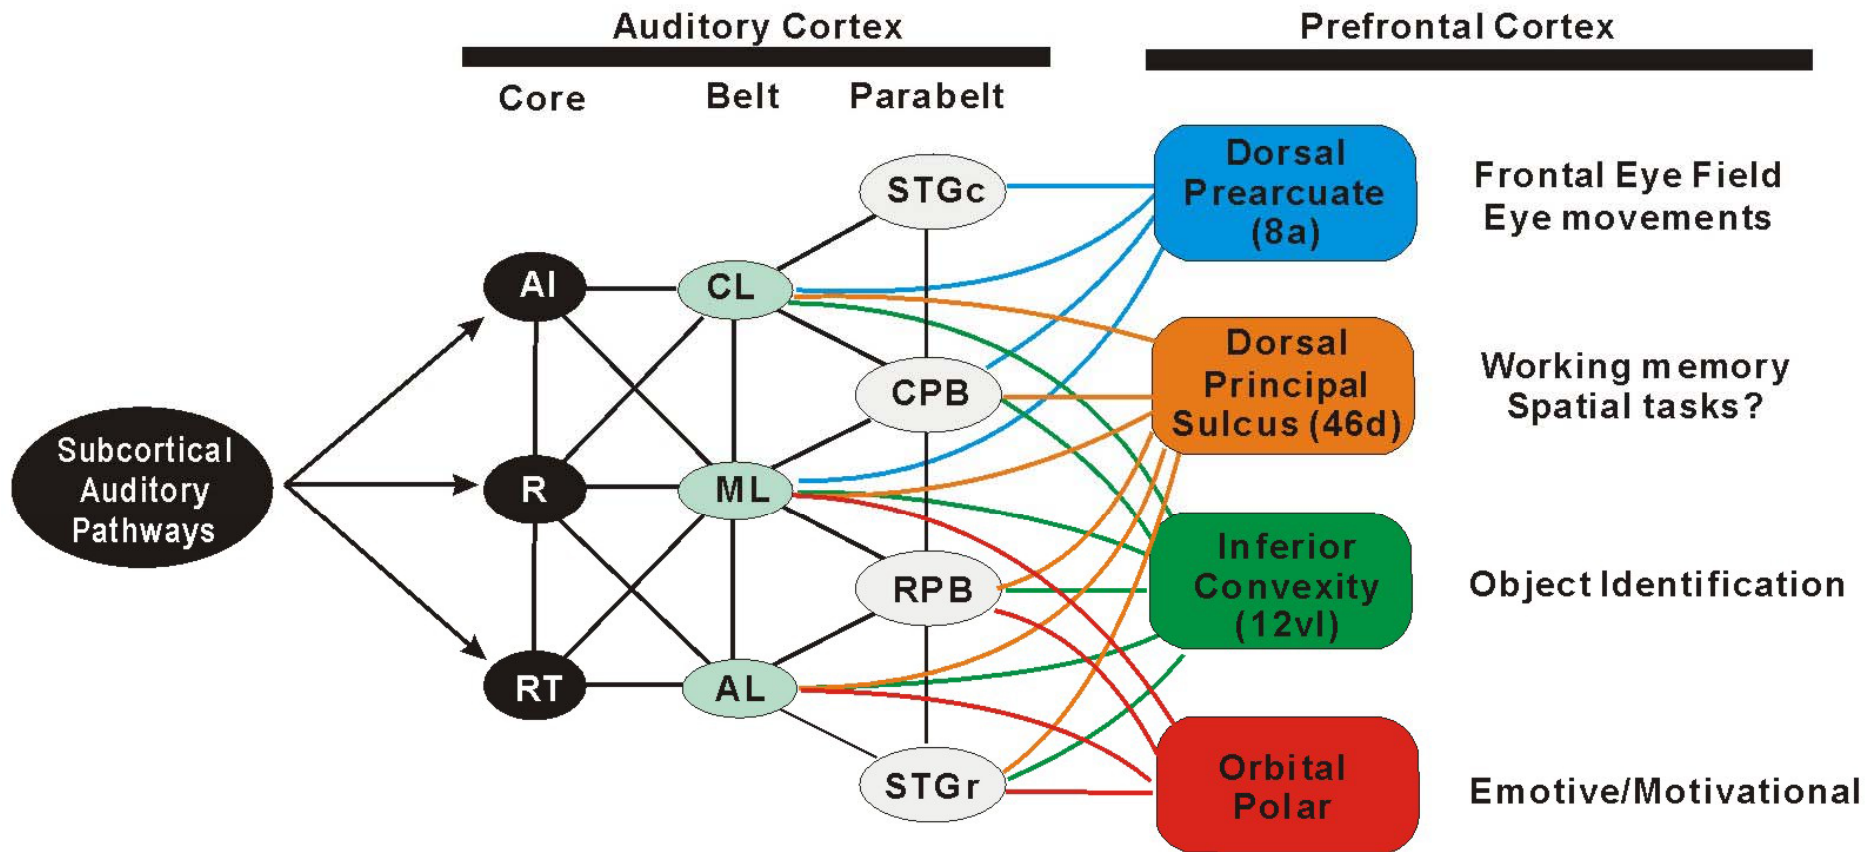 Auditory Cortex
Prefrontal Cortex
Core
Belt
Parabelt
Subcortical
Auditory
Pathways
AI
R
RT
CL
ML
AL
STGc
CPB
RPB
STGr
Dorsal
Prearcuate
(8a)
Frontal Eye Field
Eye movements
Dorsal
Principal
Sulcus (46d)
Working memory
Spatial tasks?
Inferior
Convexity
(12vl)
Object Identification
Orbital
Polar
Emotive/Motivational